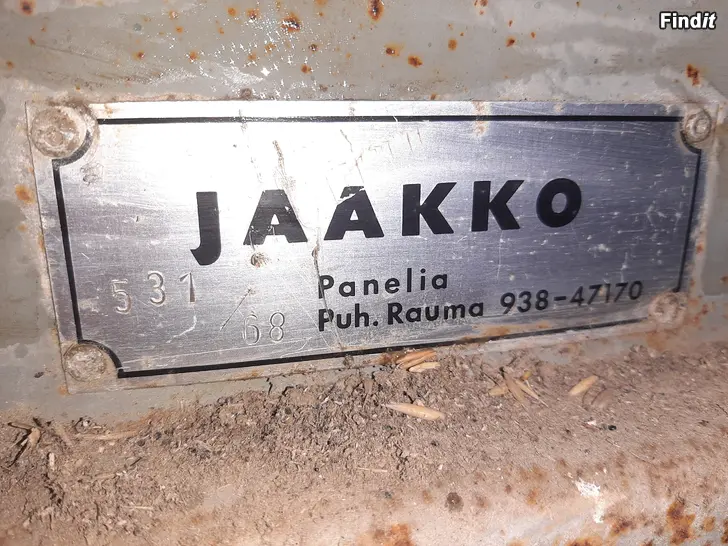 Findit
JAAKKO
531
/68
Panelia
Puh. Rauma 938-47170